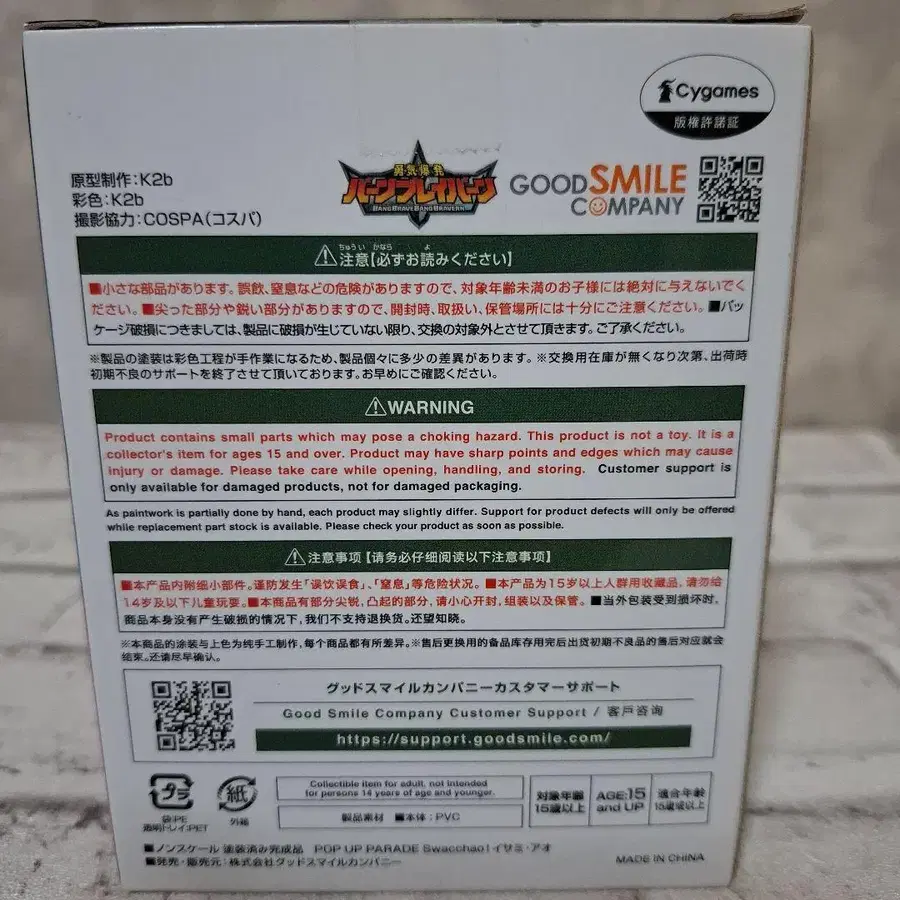 Cygames
版権許諾証
原型制作：K2b
彩色：K2b
撮影協力：COSPA（コスパ）
勇気爆発
バーンブレイバーン
BANG BRAVE BANG BRAVERN
GOOD SMILE
COMPANY
⚠注意【必ずお読みください】
■小さな部品があります。誤飲、窒息などの危険がありますので、対象年齢未満のお子様には絶対に与えないでく
ださい。■尖った部分や鋭い部分がありますので、開封時、取扱い、保管場所には十分にご注意ください。■パッ
ケージ破損につきましては、製品に破損が生じていない限り、交換の対象外とさせて頂きます。ご了承ください。
※製品の塗装は彩色工程が手作業になるため、製品個々に多少の差異があります。※交換用在庫が無くなり次第、出荷時
初期不良のサポートを終了させて頂いております。お早めにご確認ください。
⚠WARNING
Product contains small parts which may pose a choking hazard. This product is not a toy. It is a
collector's item for ages 15 and over. Product may have sharp points and edges which may cause
injury or damage. Please take care while opening, handling, and storing. Customer support is
only available for damaged products, not for damaged packaging.
As paintwork is partially done by hand, each product may slightly differ. Support for product defects will only be offered
while replacement part stock is available. Please check your product as soon as possible.
⚠注意事项【请务必仔细阅读以下注意事项】
■本产品内附细小部件。谨防发生「误饮误食」、「窒息」等危险状况。■本产品为15岁以上人群用收藏品，请勿给
14岁及以下儿童玩耍。■本商品有部分尖锐，凸起的部分，请小心开封，组装以及保管。■当外包装受到损坏时，
商品本身没有产生破损的情况下，我们不支持退换货。还望知晓。
※本商品的涂装与上色为纯手工制作，每个商品都有所差异。※售后更换用的备品库存用完后出货初期不良品的售后对应就会
结束。还请尽早确认。
グッドスマイルカンパニーカスタマーサポート
Good Smile Company Customer Support / 客戶咨询
https://support.goodsmile.com/
プラ
袋:PE
透明トレイ:PET
紙
外箱
Collectible item for adult, not intended
for persons 14 years of age and younger.
製品素材 ■本体：PVC
対象年齢
15歳以上
AGE:15
and UP
適合年齢
15歳或以上
■ノンスケール 塗装済み完成品 POP UP PARADE Swacchao! イサミ・アオ
■発売・販売元：株式会社グッドスマイルカンパニー
MADE IN CHINA